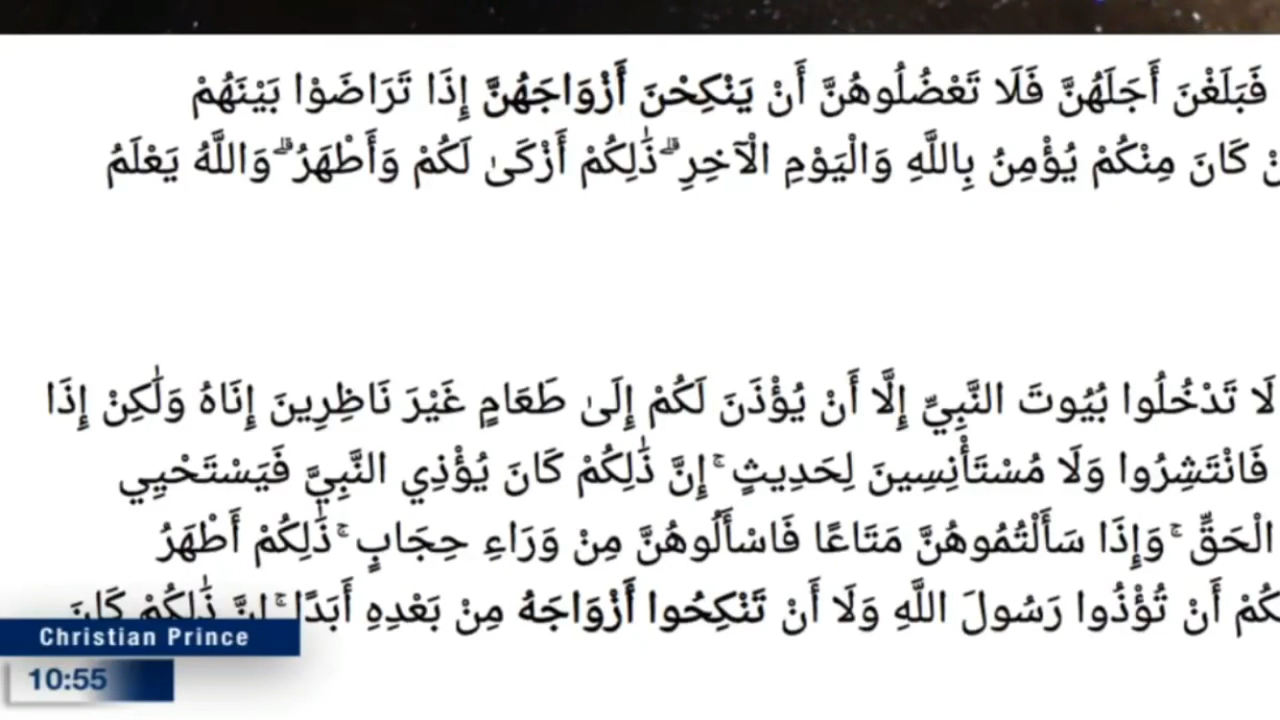 فَبَلَغْنَ أَجَلَهُنَّ فَلَا تَعْضُلُوهُنَّ أَنْ يَنْكِحْنَ أَزْوَاجَهُنَّ إِذَا تَرَاضَوْا بَيْنَهُمْ
كَانَ مِنْكُمْ يُؤْمِنُ بِاللَّهِ وَالْيَوْمِ الْآخِرِ ۗ ذَٰلِكُمْ أَزْكَىٰ لَكُمْ وَأَطْهَرُ ۗ وَاللَّهُ يَعْلَمُ
لَا تَدْخُلُوا بُيُوتَ النَّبِيِّ إِلَّا أَنْ يُؤْذَنَ لَكُمْ إِلَىٰ طَعَامٍ غَيْرَ نَاظِرِينَ إِنَاهُ وَلَٰكِنْ إِذَا
فَانْتَشِرُوا وَلَا مُسْتَأْنِسِينَ لِحَدِيثٍ ۚ إِنَّ ذَٰلِكُمْ كَانَ يُؤْذِي النَّبِيَّ فَيَسْتَحْيِي
الْحَقِّ ۚ وَإِذَا سَأَلْتُمُوهُنَّ مَتَاعًا فَاسْأَلُوهُنَّ مِنْ وَرَاءِ حِجَابٍ ۚ ذَٰلِكُمْ أَطْهَرُ
أَنْ تُؤْذُوا رَسُولَ اللَّهِ وَلَا أَنْ تَنْكِحُوا أَزْوَاجَهُ مِنْ بَعْدِهِ أَبَدًا ۚ إِنَّ ذَٰلِكُمْ كَانَ
Christian Prince
10:55